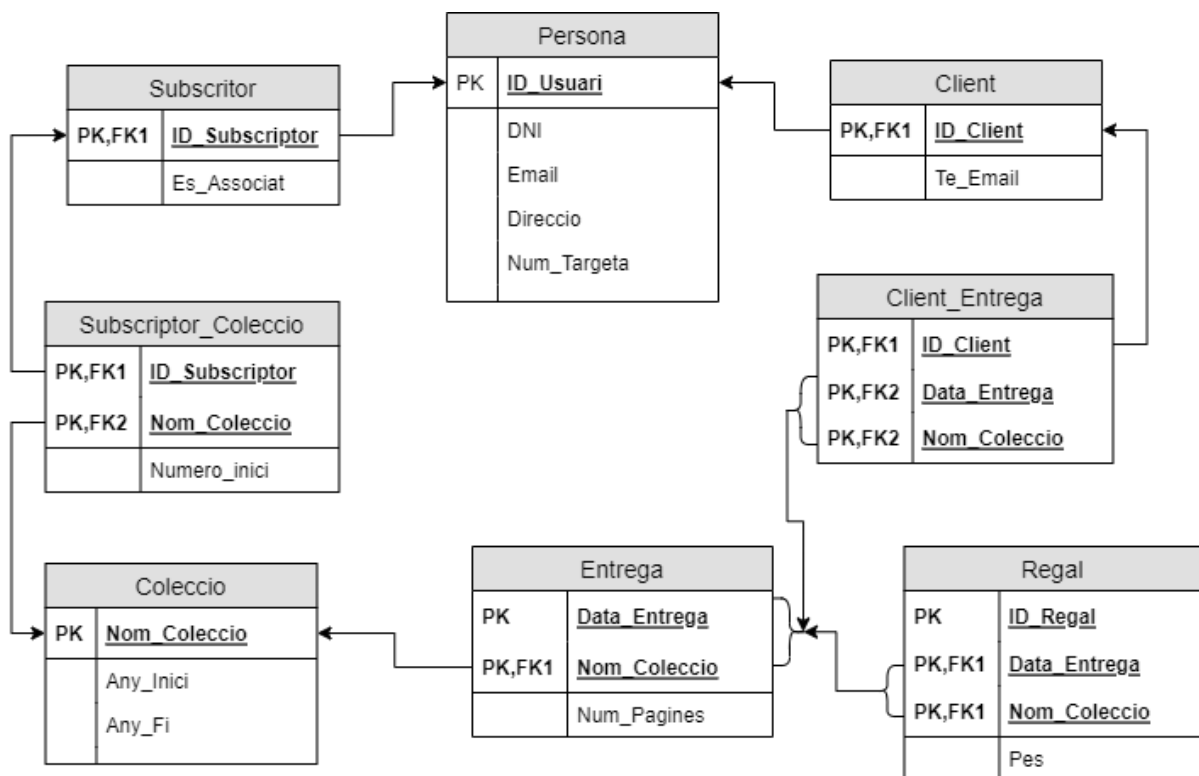 Persona
PK ID_Usuari
DNI
Email
Direccio
Num_Targeta
Subscritor
PK,FK1 ID_Subscriptor
Es_Associat
Client
PK,FK1 ID_Client
Te_Email
Subscriptor_Coleccio
PK,FK1 ID_Subscriptor
PK,FK2 Nom_Coleccio
Numero_inici
Client_Entrega
PK,FK1 ID_Client
PK,FK2 Data_Entrega
PK,FK2 Nom_Coleccio
Coleccio
PK Nom_Coleccio
Any_Inici
Any_Fi
Entrega
PK Data_Entrega
PK,FK1 Nom_Coleccio
Num_Pagines
Regal
PK ID_Regal
PK,FK1 Data_Entrega
PK,FK1 Nom_Coleccio
Pes